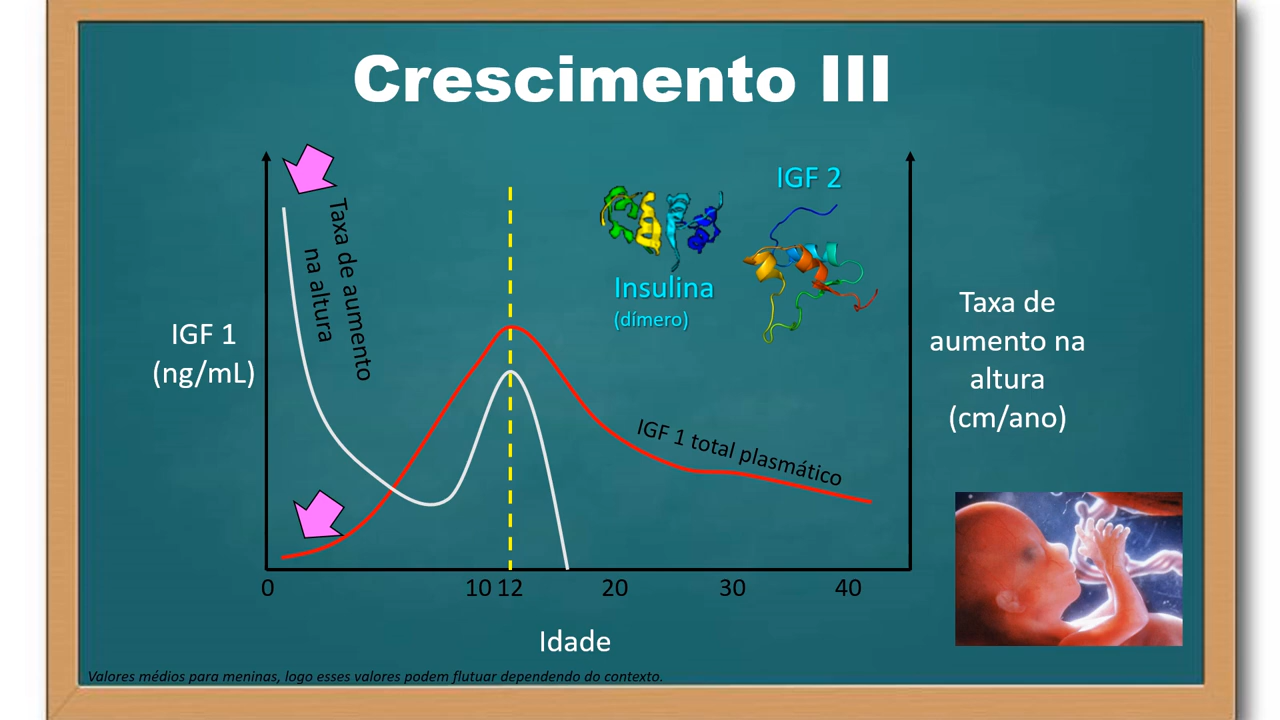 Crescimento III
IGF 2
Insulina
(dímero)
Taxa de aumento
na altura
IGF 1
(ng/mL)
Taxa de
aumento na
altura
(cm/ano)
IGF 1 total plasmático
0
10
12
20
30
40
Idade
Valores médios para meninas, logo esses valores podem flutuar dependendo do contexto.